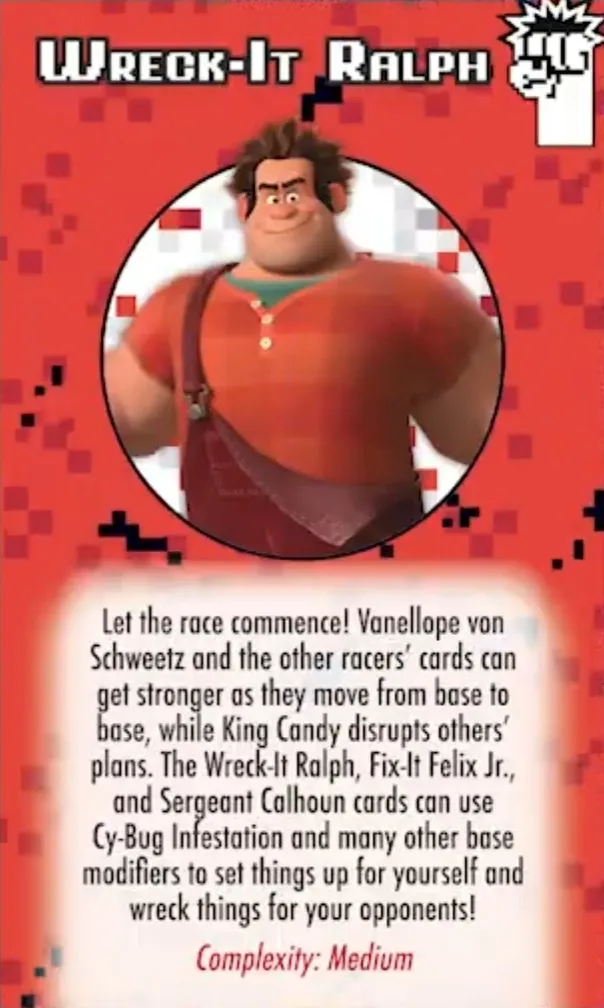 Wreck-It Ralph
Let the race commence! Vanellope von
Schweetz and the other racers' cards can
get stronger as they move from base to
base, while King Candy disrupts others'
plans. The Wreck-It Ralph, Fix-It Felix Jr.,
and Sergeant Calhoun cards can use
Cy-Bug Infestation and many other base
modifiers to set things up for yourself and
wreck things for your opponents!
Complexity: Medium